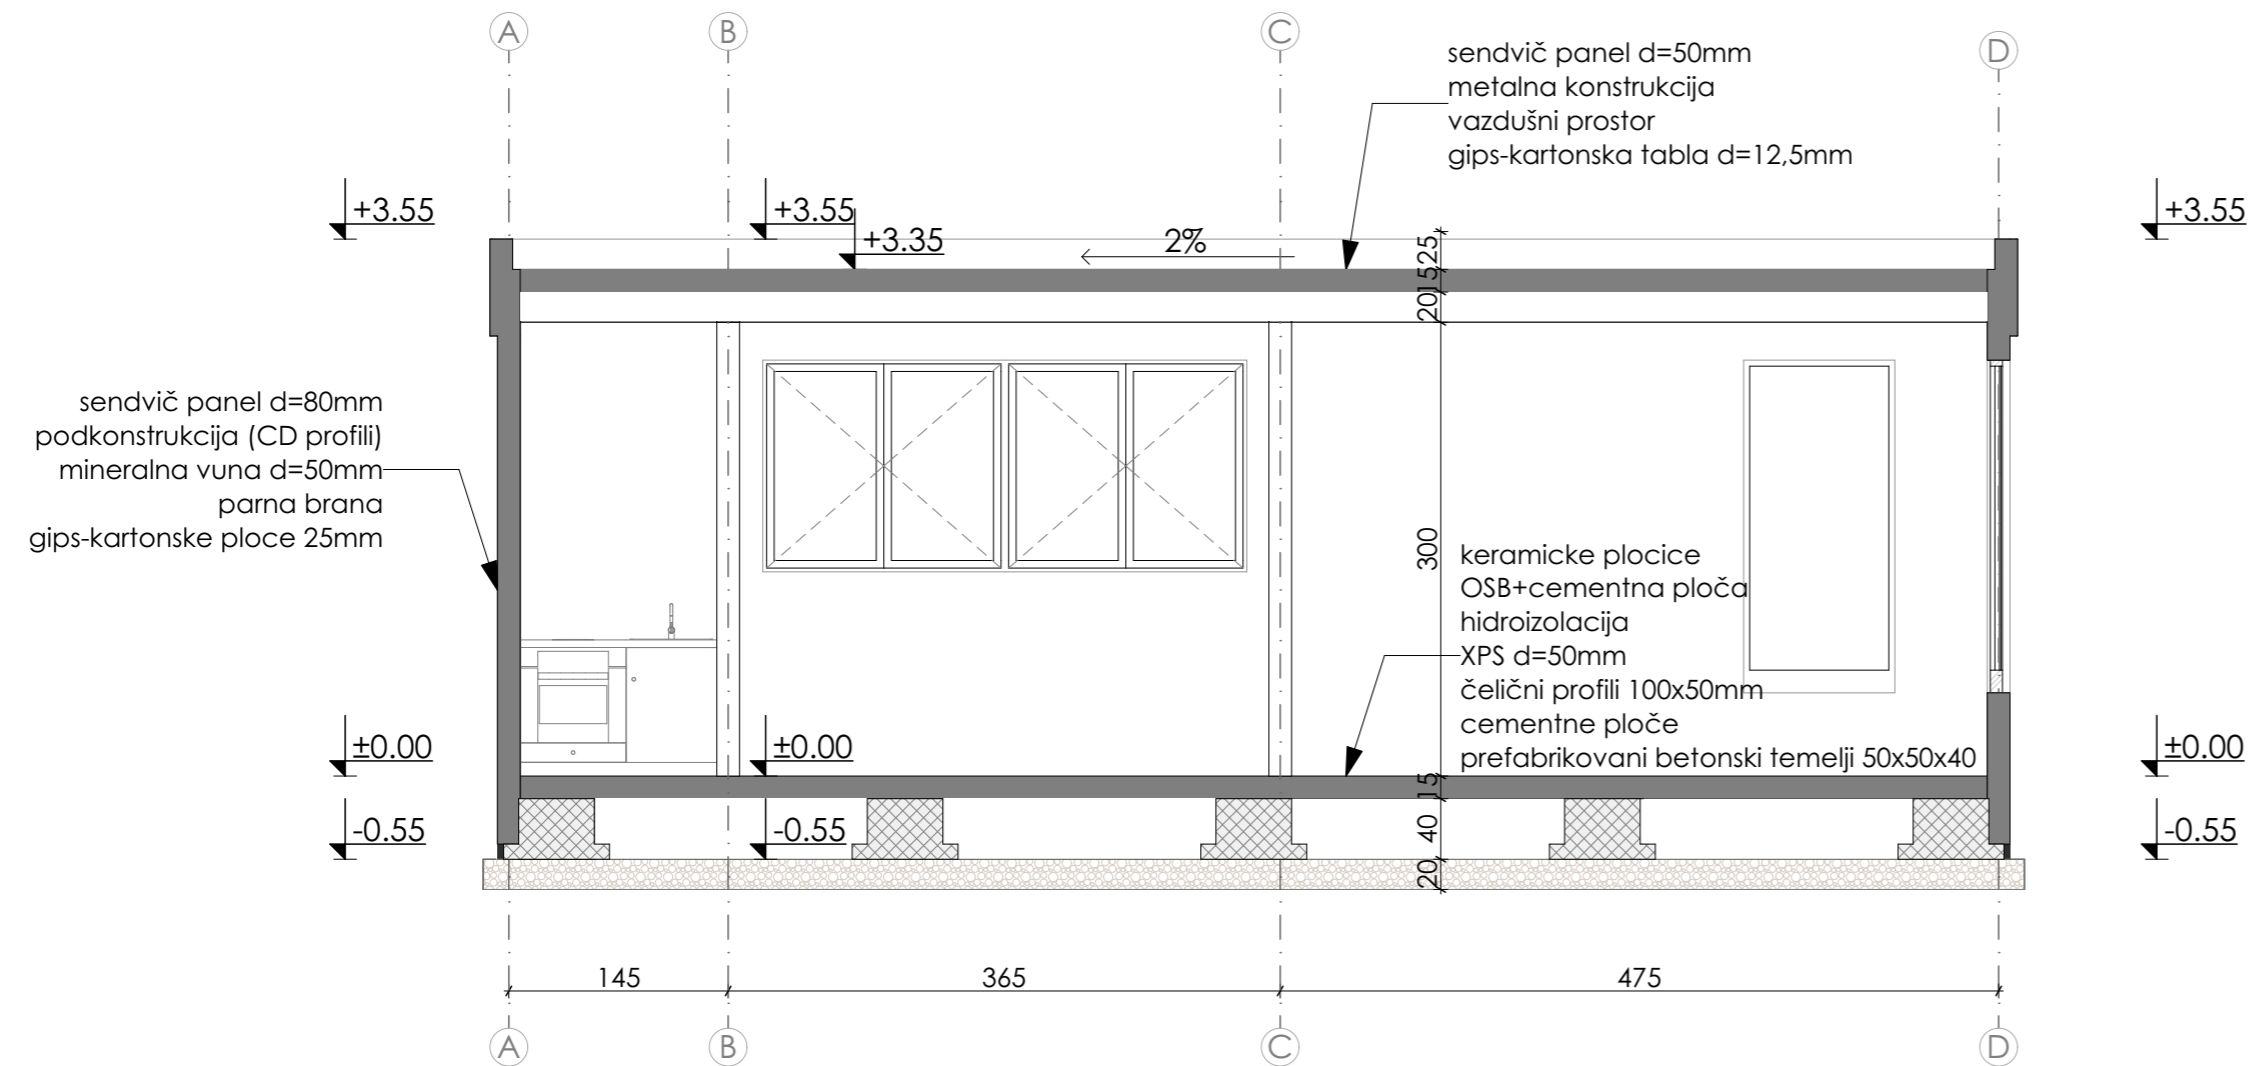 A
B
C
D
sendvič panel d=50mm
metalna konstrukcija
vazdušni prostor
gips-kartonska tabla d=12,5mm
+3.55
+3.55
+3.35
2%
+3.55
25
15
20
sendvič panel d=80mm
podkonstrukcija (CD profili)
mineralna vuna d=50mm
parna brana
gips-kartonske ploce 25mm
300
keramicke plocice
OSB+cementna ploča
hidroizolacija
XPS d=50mm
čelični profili 100x50mm
cementne ploče
prefabrikovani betonski temelji 50x50x40
±0.00
±0.00
±0.00
15
-0.55
-0.55
40
-0.55
20
145
365
475
A
B
C
D